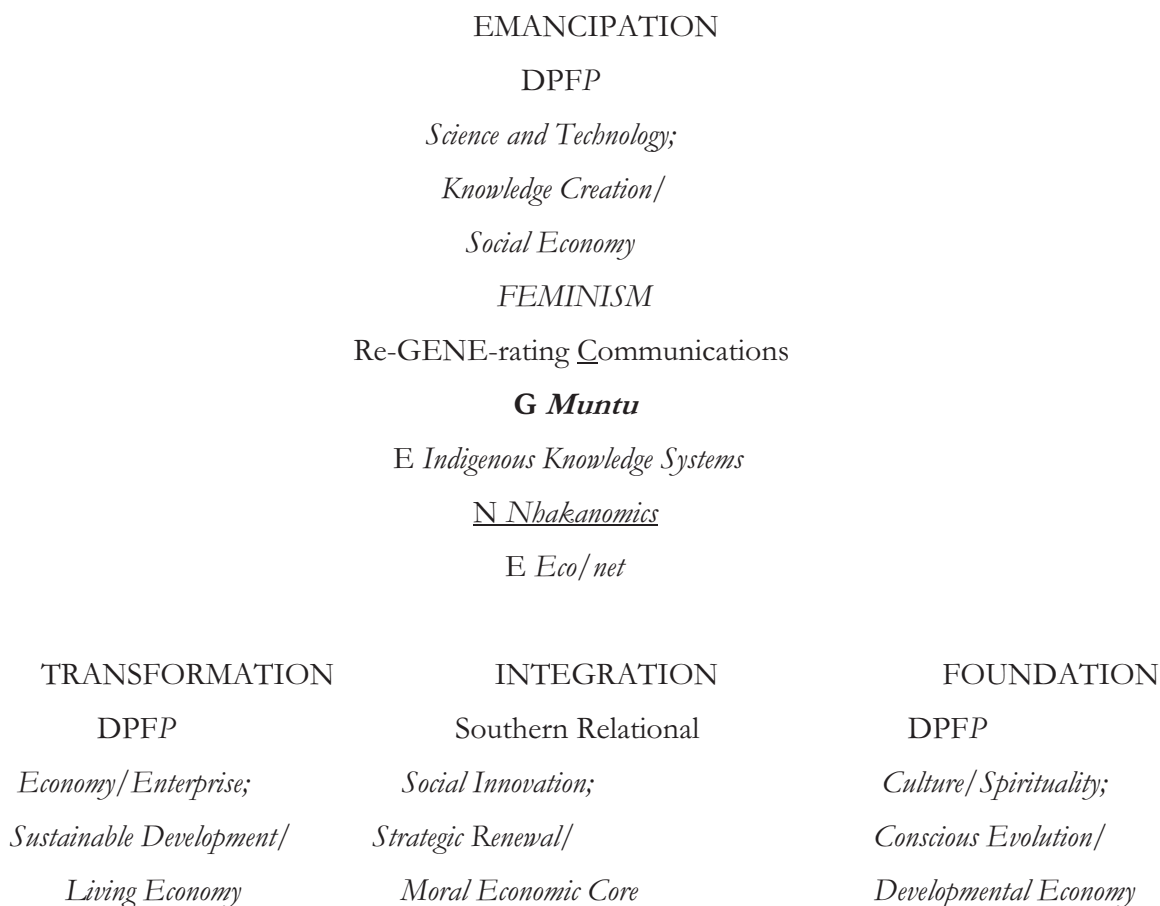 EMANCIPATION
DPFP
Science and Technology;
Knowledge Creation/
Social Economy
FEMINISM
Re-GENE-rating Communications
G Muntu
E Indigenous Knowledge Systems
N Nhakanomics
E Eco/net
TRANSFORMATION INTEGRATION FOUNDATION
DPFP Southern Relational DPFP
Economy/Enterprise; Social Innovation; Culture/Spirituality;
Sustainable Development/ Strategic Renewal/ Conscious Evolution/
Living Economy Moral Economic Core Developmental Economy